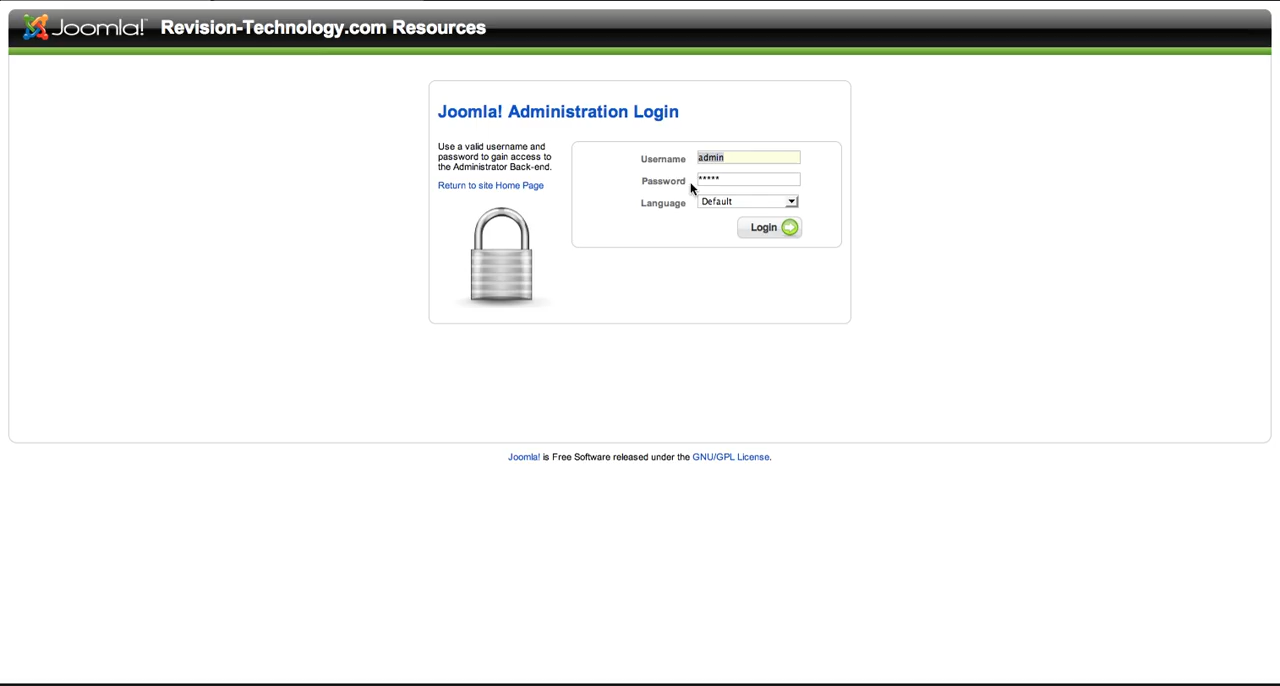 Joomla! Revision-Technology.com Resources
Joomla! Administration Login
Use a valid username and
password to gain access to
the Administrator Back-end.
Return to site Home Page
Username admin
Password *****
Language Default
Login
Joomla! is Free Software released under the GNU/GPL License.